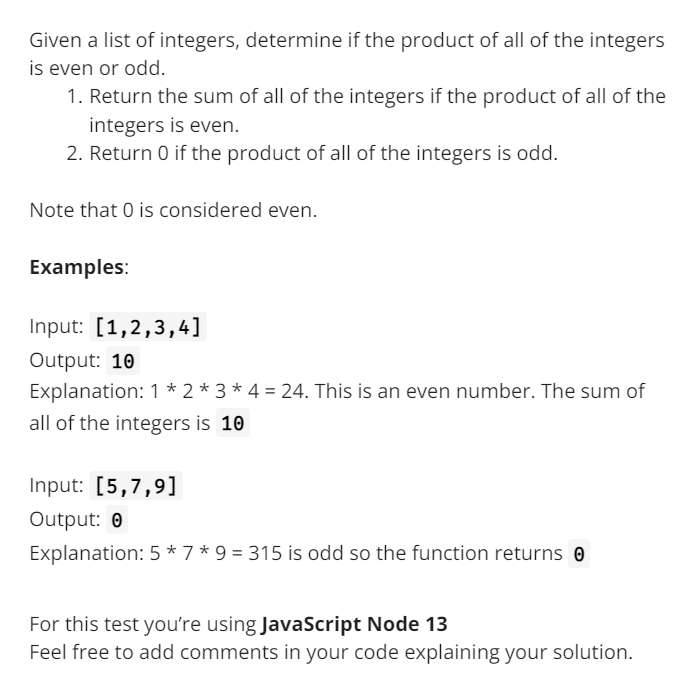 Given a list of integers, determine if the product of all of the integers
is even or odd.
1. Return the sum of all of the integers if the product of all of the
integers is even.
2. Return 0 if the product of all of the integers is odd.
Note that 0 is considered even.
Examples:
Input: [1,2,3,4]
Output: 10
Explanation: 1 * 2 * 3 * 4 = 24. This is an even number. The sum of
all of the integers is 10
Input: [5,7,9]
Output: 0
Explanation: 5 * 7 * 9 = 315 is odd so the function returns 0
For this test you’re using JavaScript Node 13
Feel free to add comments in your code explaining your solution.